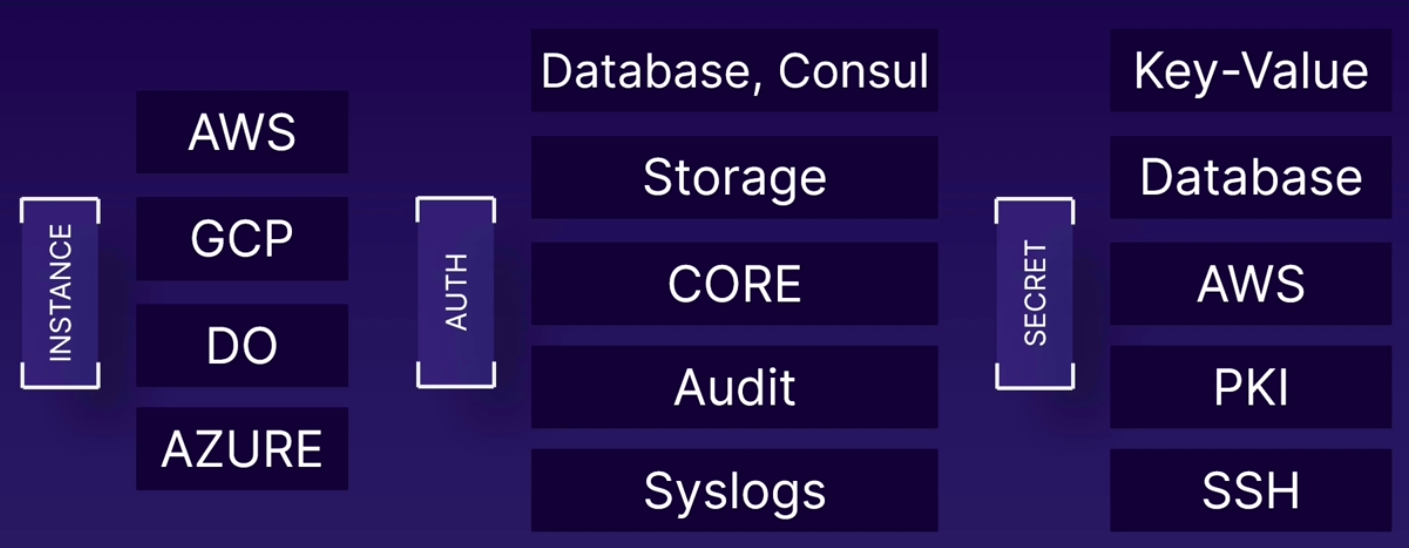 INSTANCE
AWS
GCP
DO
AZURE
AUTH
Database, Consul
Storage
CORE
Audit
Syslogs
SECRET
Key-Value
Database
AWS
PKI
SSH